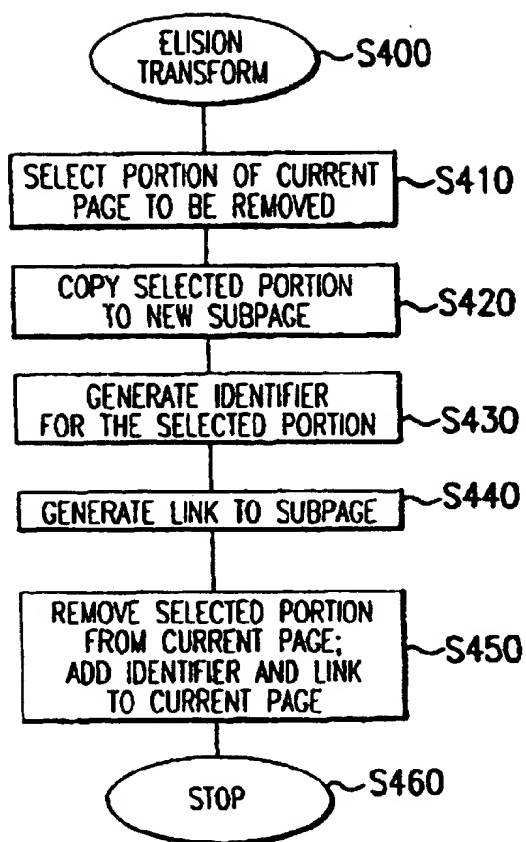 ELISION
TRANSFORM
S400
SELECT PORTION OF CURRENT
PAGE TO BE REMOVED
S410
COPY SELECTED PORTION
TO NEW SUBPAGE
S420
GENERATE IDENTIFIER
FOR THE SELECTED PORTION
S430
GENERATE LINK TO SUBPAGE
S440
REMOVE SELECTED PORTION
FROM CURRENT PAGE;
ADD IDENTIFIER AND LINK
TO CURRENT PAGE
S450
STOP
S460